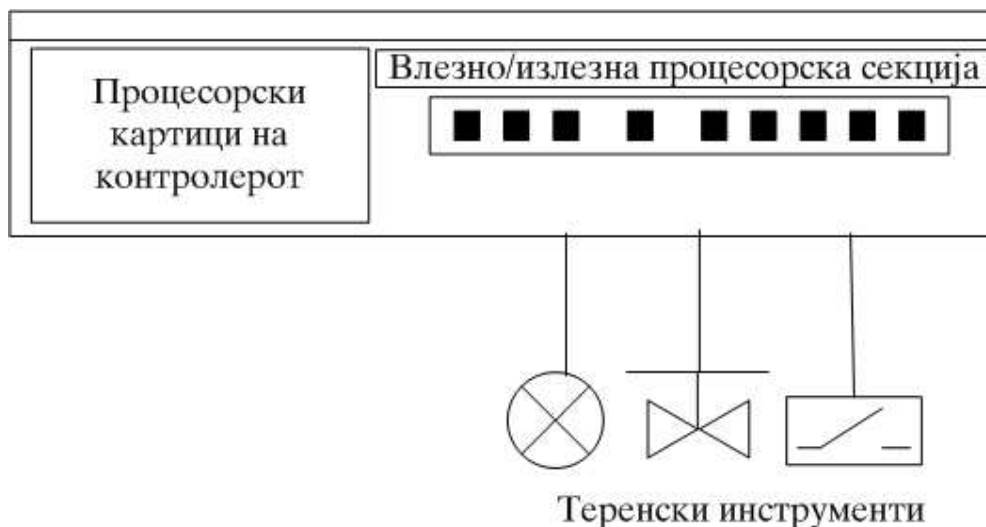 Процесорски
картици на
контролерот
Влезно/излезна процесорска секција
Теренски инструменти